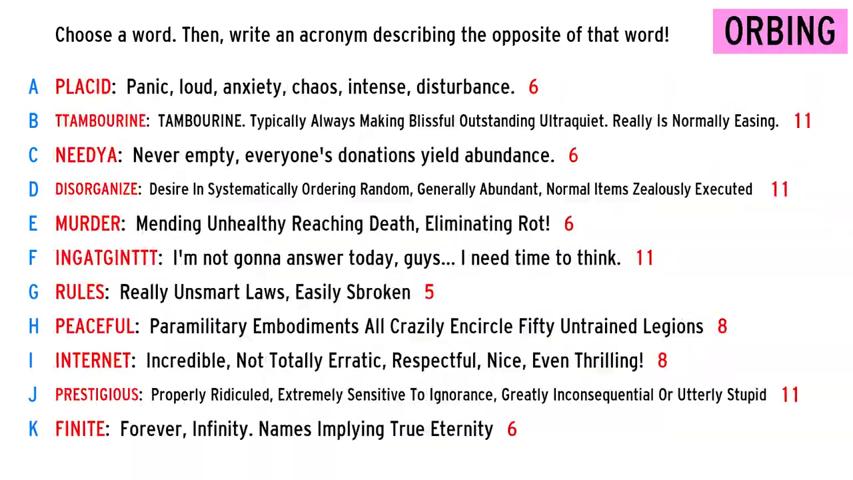 Choose a word. Then, write an acronym describing the opposite of that word!
ORBING
A PLACID: Panic, loud, anxiety, chaos, intense, disturbance. 6
B TTAMBOURINE: TAMBOURINE. Typically Always Making Blissful Outstanding Ultraquiet. Really Is Normally Easing. 11
C NEEDYA: Never empty, everyone's donations yield abundance. 6
D DISORGANIZE: Desire In Systematically Ordering Random, Generally Abundant, Normal Items Zealously Executed 11
E MURDER: Mending Unhealthy Reaching Death, Eliminating Rot! 6
F INGATGINTTT: I'm not gonna answer today, guys... I need time to think. 11
G RULES: Really Unsmart Laws, Easily Sbroken 5
H PEACEFUL: Paramilitary Embodiments All Crazily Encircle Fifty Untrained Legions 8
I INTERNET: Incredible, Not Totally Erratic, Respectful, Nice, Even Thrilling! 8
J PRESTIGIOUS: Properly Ridiculed, Extremely Sensitive To Ignorance, Greatly Inconsequential Or Utterly Stupid 11
K FINITE: Forever, Infinity. Names Implying True Eternity 6